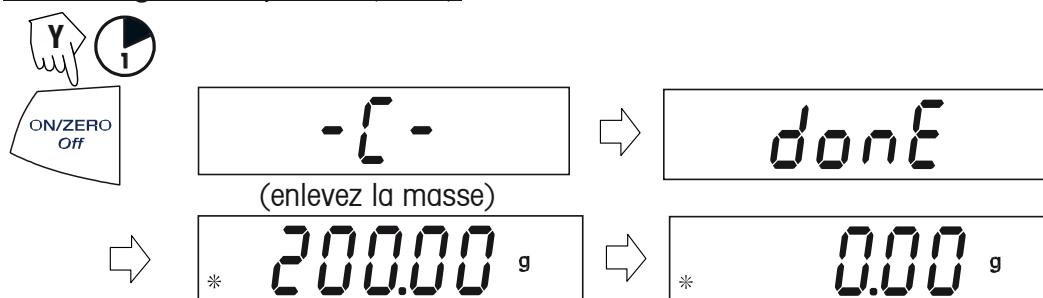 Y
1
ON/ZERO
Off
-C-
donE
(enlevez la masse)
* 200.00 g
* 0.00 g